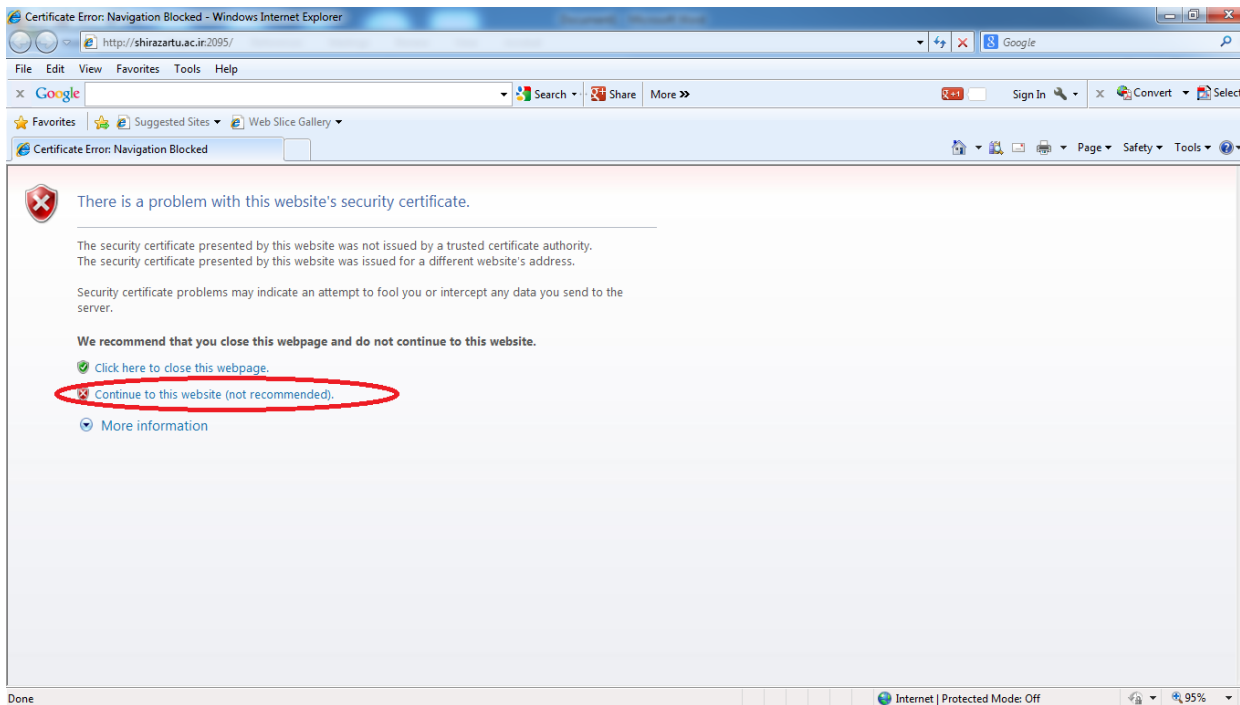 Certificate Error: Navigation Blocked - Windows Internet Explorer
http://shirazartu.ac.ir:2095/
Google
File Edit View Favorites Tools Help
x Google Search Share More »
+1 Sign In x Convert Select
Favorites Suggested Sites Web Slice Gallery
Certificate Error: Navigation Blocked
Page Safety Tools
There is a problem with this website's security certificate.
The security certificate presented by this website was not issued by a trusted certificate authority.
The security certificate presented by this website was issued for a different website's address.
Security certificate problems may indicate an attempt to fool you or intercept any data you send to the
server.
We recommend that you close this webpage and do not continue to this website.
Click here to close this webpage.
Continue to this website (not recommended).
More information
Done
Internet | Protected Mode: Off
95%